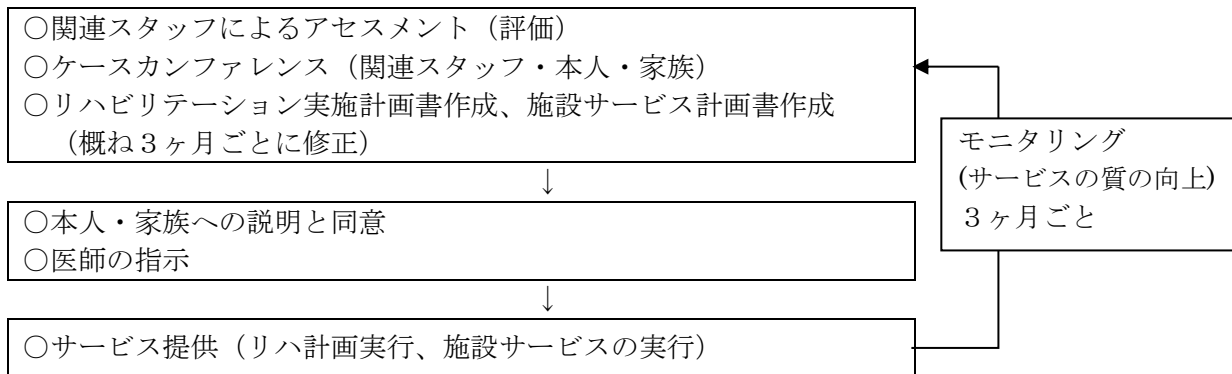 ○関連スタッフによるアセスメント（評価）
○ケースカンファレンス（関連スタッフ・本人・家族）
○リハビリテーション実施計画書作成、施設サービス計画書作成
（概ね３ヶ月ごとに修正）
↓
○本人・家族への説明と同意
○医師の指示
↓
○サービス提供（リハ計画実行、施設サービスの実行）
モニタリング
(サービスの質の向上)
３ヶ月ごと